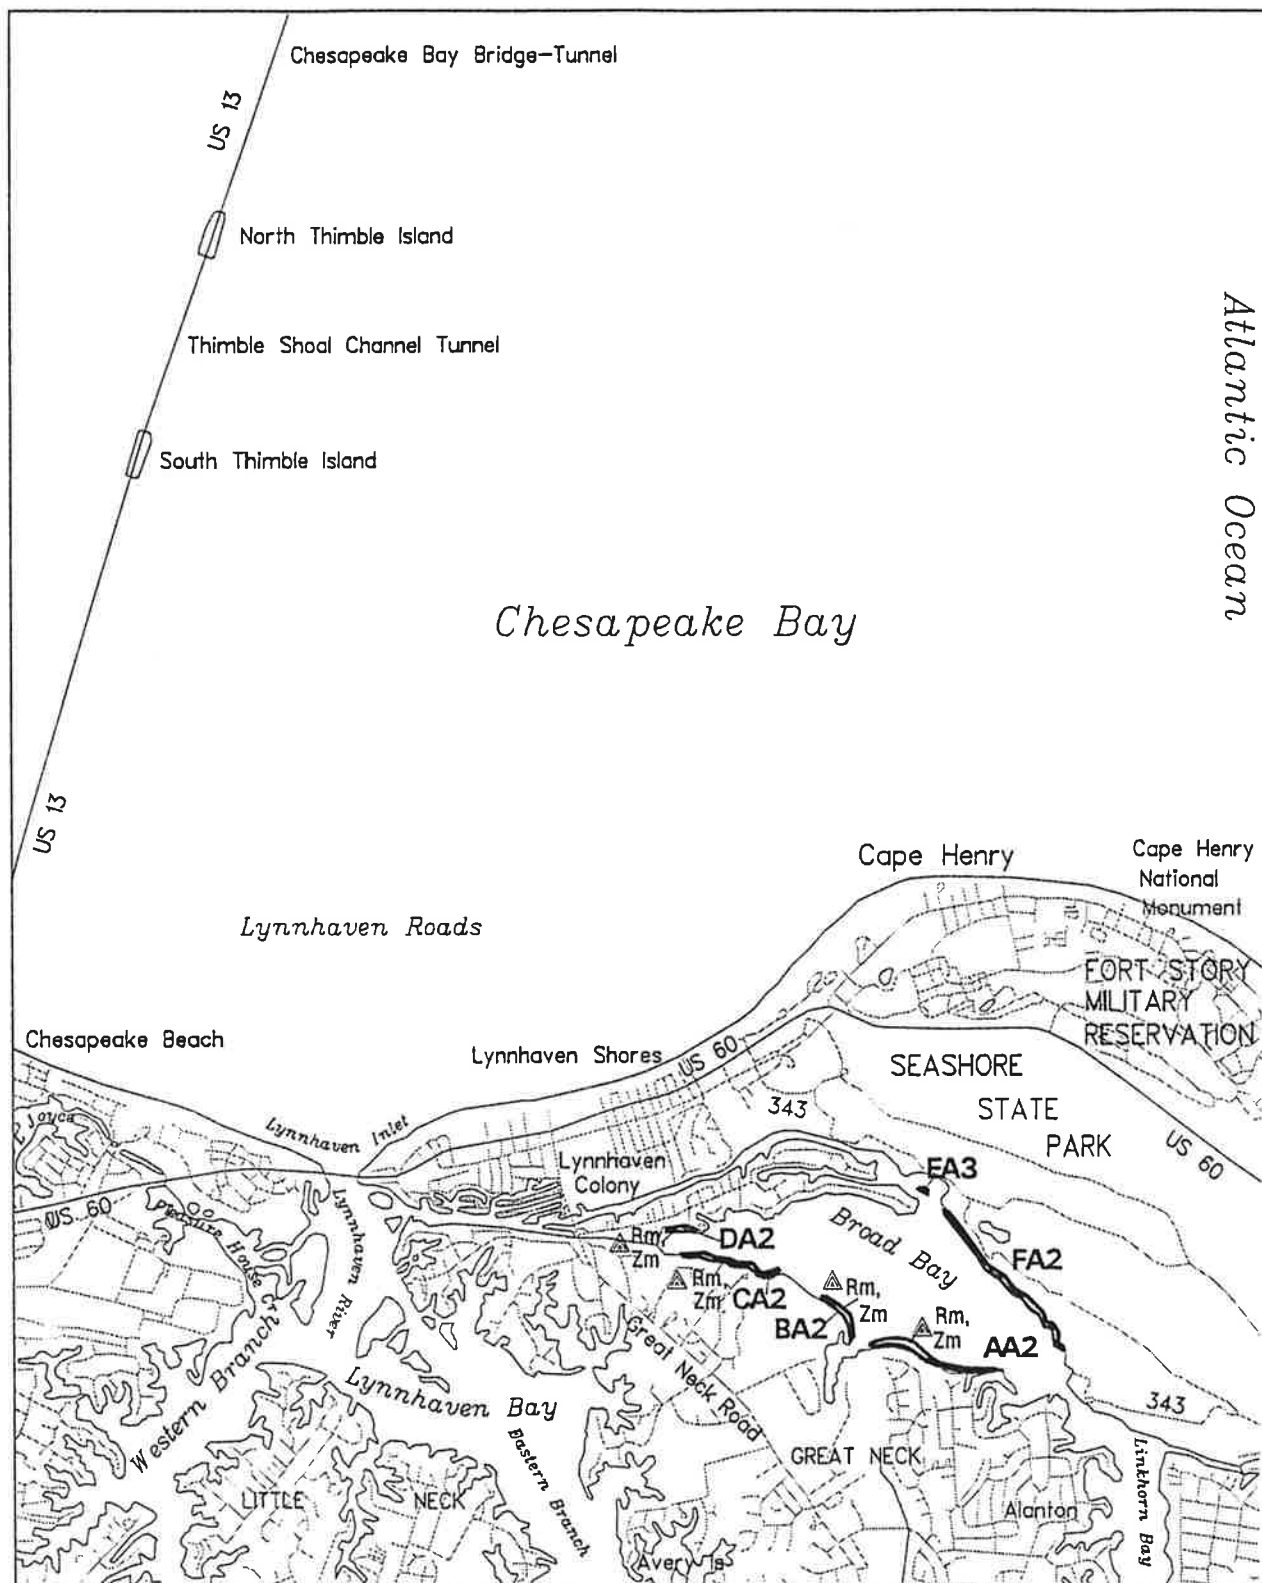 Chesapeake Bay Bridge-Tunnel
US 13
North Thimble Island
Thimble Shoal Channel Tunnel
South Thimble Island
Atlantic Ocean
Chesapeake Bay
US 13
Cape Henry
Cape Henry
National
Monument
Lynnhaven Roads
FORT STORY
MILITARY
RESERVATION
Chesapeake Beach
Lynnhaven Shores
US 60
SEASHORE
STATE
PARK
343
US 60
Lynnhaven Inlet
Joyce
Lynnhaven
Colony
EA3
US 60
Pleasure House Cr
Lynnhaven River
Rm,
Zm
DA2
Broad Bay
FA2
Rm,
Zm
CA2
Rm,
Zm
BA2
Rm,
Zm
AA2
Great Neck Road
Western Branch
Lynnhaven Bay
Eastern Branch
343
GREAT NECK
Linkhorn Bay
LITTLE NECK
Alanton
Avery Is